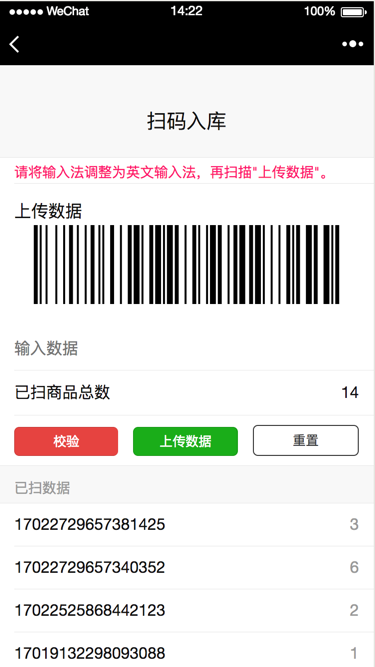 WeChat 14:22 100%
扫码入库
请将输入法调整为英文输入法，再扫描"上传数据"。
上传数据
输入数据
已扫商品总数 14
校验 上传数据 重置
已扫数据
17022729657381425 3
17022729657340352 6
17022525868442123 2
17019132298093088 1